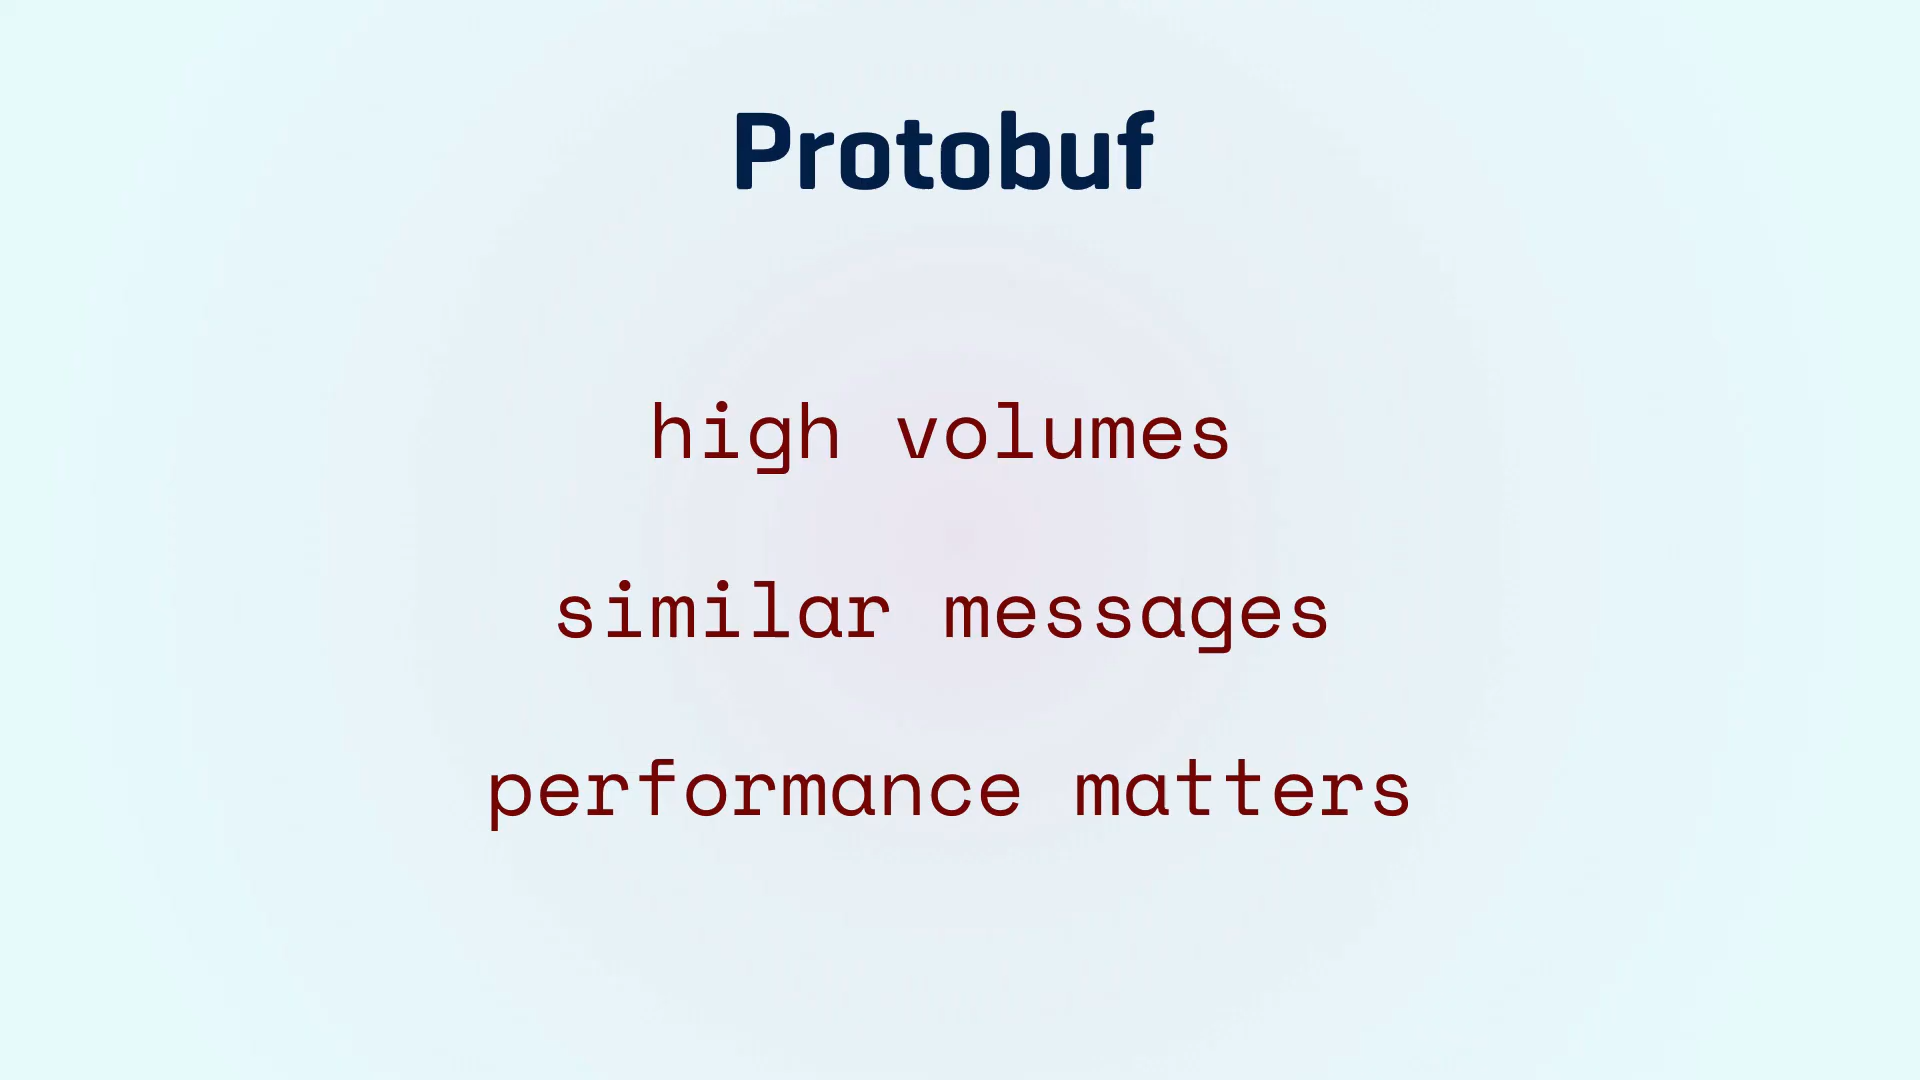 Protobuf
high volumes
similar messages
performance matters